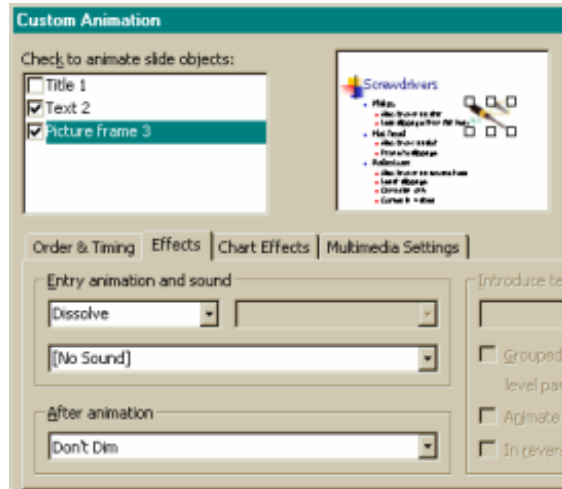 Custom Animation
Check to animate slide objects:
Title 1
Text 2
Picture frame 3
Screwdrivers
Order & Timing
Effects
Chart Effects
Multimedia Settings
Entry animation and sound
Introduce te
Dissolve
[No Sound]
Grouped
level par
After animation
Animate
Don't Dim
In revers